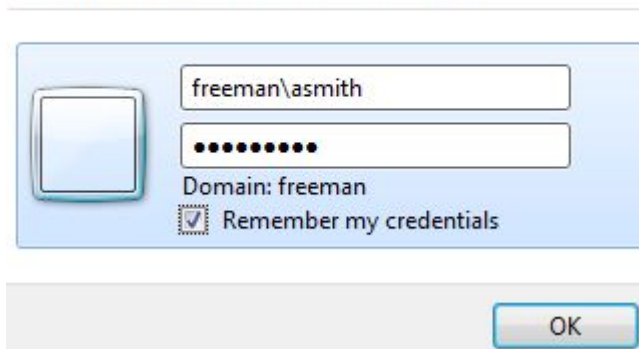 freeman\asmith
●●●●●●●●●
Domain: freeman
Remember my credentials
OK